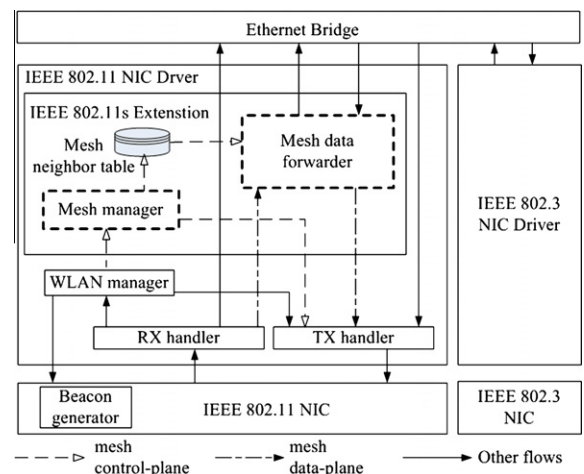 Ethernet Bridge
IEEE 802.11 NIC Drver
IEEE 802.11s Extenstion
Mesh
neighbor table
Mesh data
forwarder
Mesh manager
IEEE 802.3
NIC Driver
WLAN manager
RX handler
TX handler
Beacon
generator
IEEE 802.11 NIC
IEEE 802.3
NIC
mesh
control-plane
mesh
data-plane
Other flows